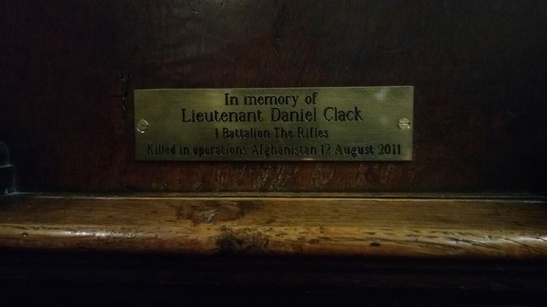 In memory of
Lieutenant Daniel Clack
1 Battalion The Rifles
Killed in operations Afghanistan 12 August 2011